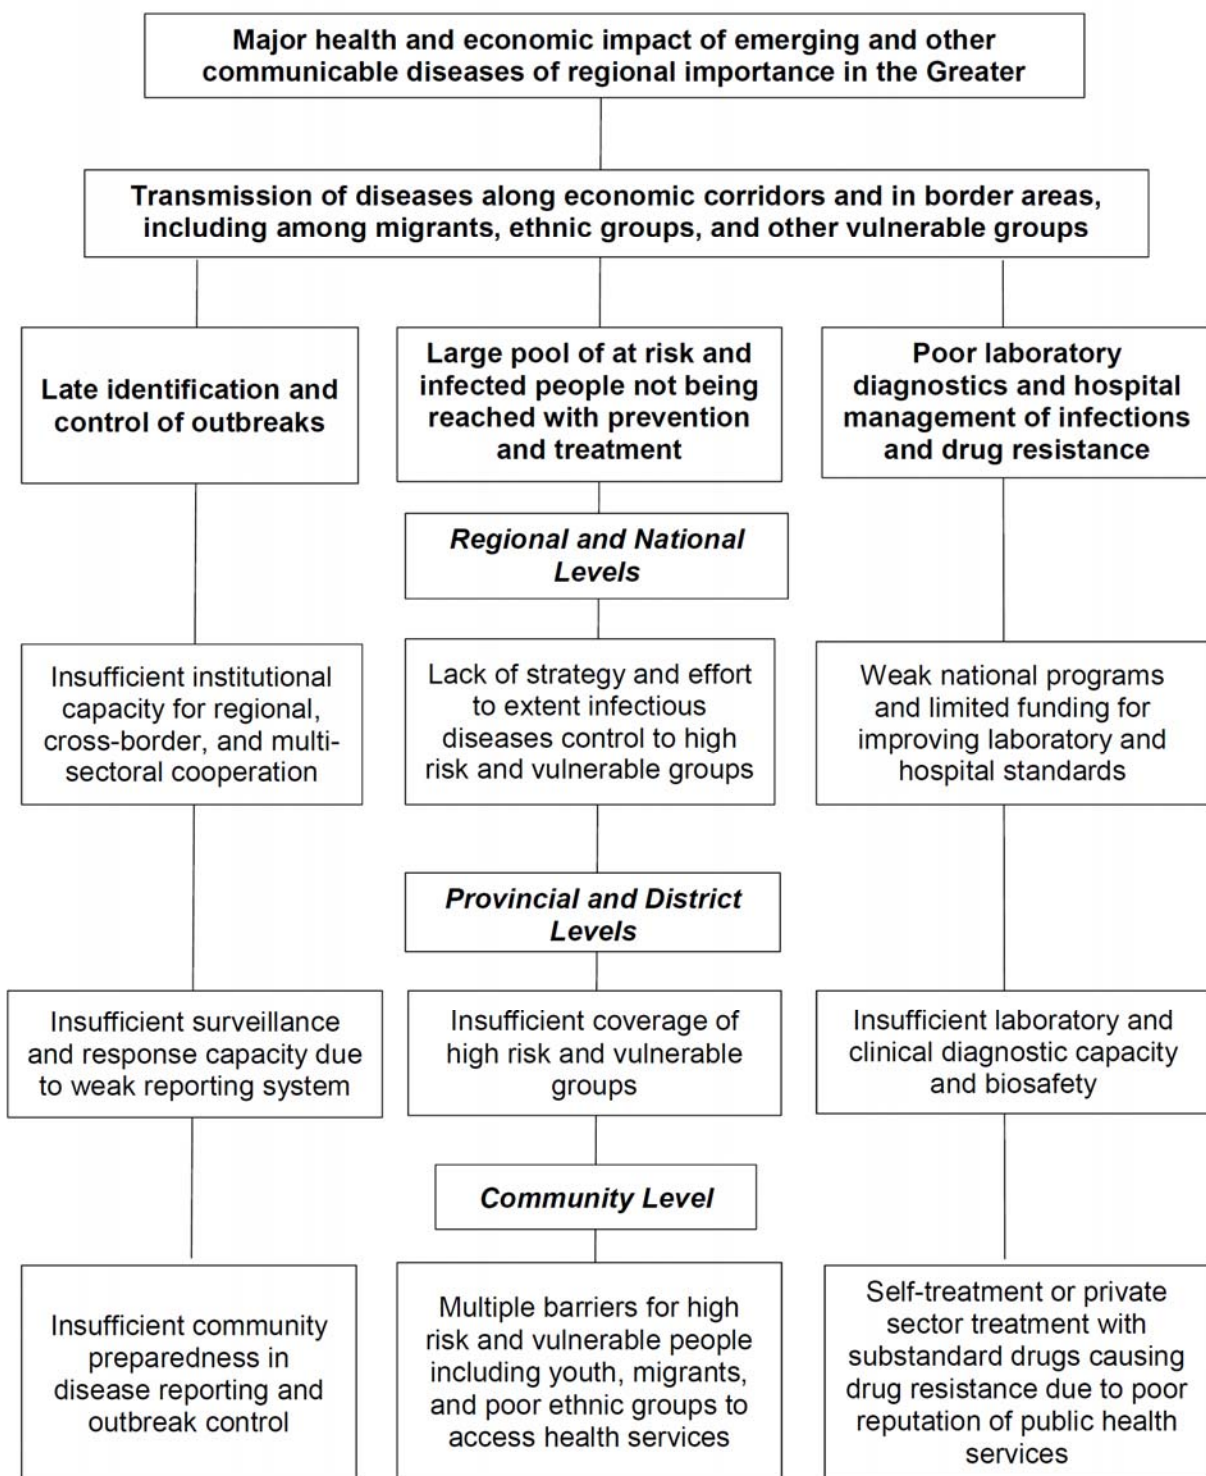 Major health and economic impact of emerging and other
communicable diseases of regional importance in the Greater
Transmission of diseases along economic corridors and in border areas,
including among migrants, ethnic groups, and other vulnerable groups
Late identification and
control of outbreaks
Large pool of at risk and
infected people not being
reached with prevention
and treatment
Poor laboratory
diagnostics and hospital
management of infections
and drug resistance
Regional and National
Levels
Insufficient institutional
capacity for regional,
cross-border, and multi-
sectoral cooperation
Lack of strategy and effort
to extent infectious
diseases control to high
risk and vulnerable groups
Weak national programs
and limited funding for
improving laboratory and
hospital standards
Provincial and District
Levels
Insufficient surveillance
and response capacity due
to weak reporting system
Insufficient coverage of
high risk and vulnerable
groups
Insufficient laboratory and
clinical diagnostic capacity
and biosafety
Community Level
Insufficient community
preparedness in
disease reporting and
outbreak control
Multiple barriers for high
risk and vulnerable people
including youth, migrants,
and poor ethnic groups to
access health services
Self-treatment or private
sector treatment with
substandard drugs causing
drug resistance due to poor
reputation of public health
services